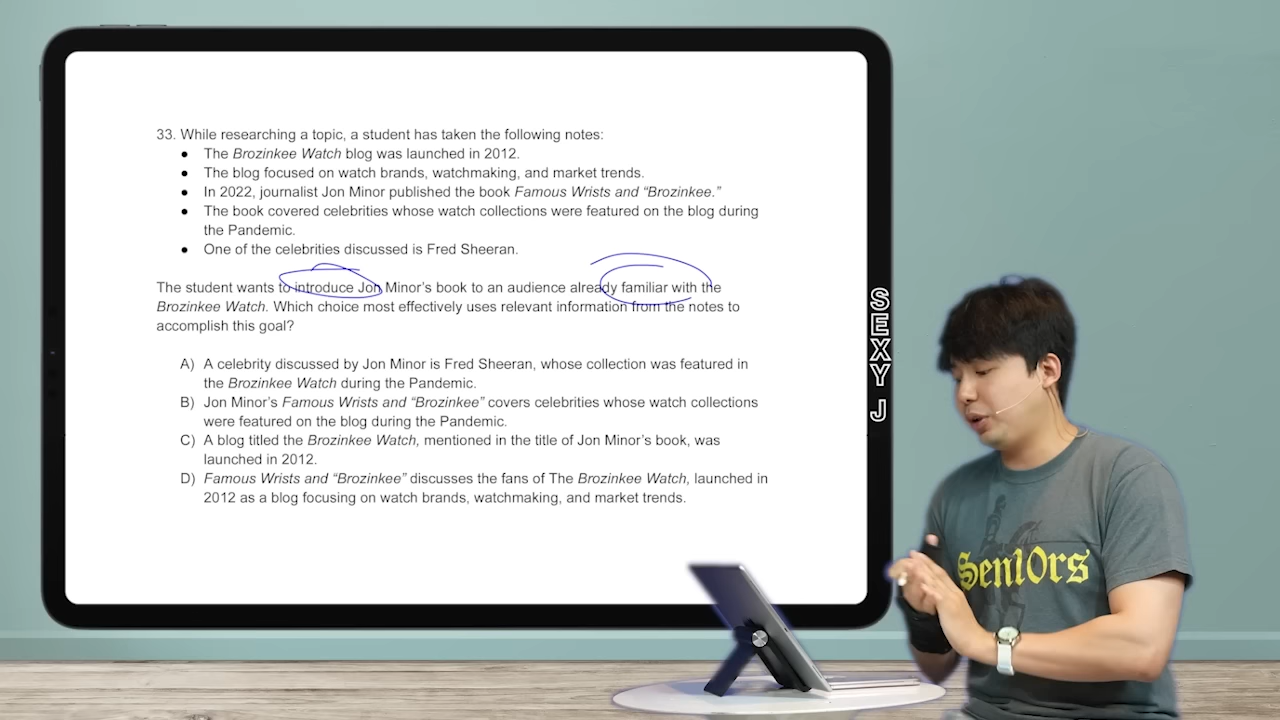 33. While researching a topic, a student has taken the following notes:
● The Brozinkee Watch blog was launched in 2012.
● The blog focused on watch brands, watchmaking, and market trends.
● In 2022, journalist Jon Minor published the book Famous Wrists and “Brozinkee.”
● The book covered celebrities whose watch collections were featured on the blog during
the Pandemic.
● One of the celebrities discussed is Fred Sheeran.
The student wants to introduce Jon Minor’s book to an audience already familiar with the
Brozinkee Watch. Which choice most effectively uses relevant information from the notes to
accomplish this goal?
A) A celebrity discussed by Jon Minor is Fred Sheeran, whose collection was featured in
the Brozinkee Watch during the Pandemic.
B) Jon Minor’s Famous Wrists and “Brozinkee” covers celebrities whose watch collections
were featured on the blog during the Pandemic.
C) A blog titled the Brozinkee Watch, mentioned in the title of Jon Minor’s book, was
launched in 2012.
D) Famous Wrists and “Brozinkee” discusses the fans of The Brozinkee Watch, launched in
2012 as a blog focusing on watch brands, watchmaking, and market trends.
SEXY J
Sen10rs